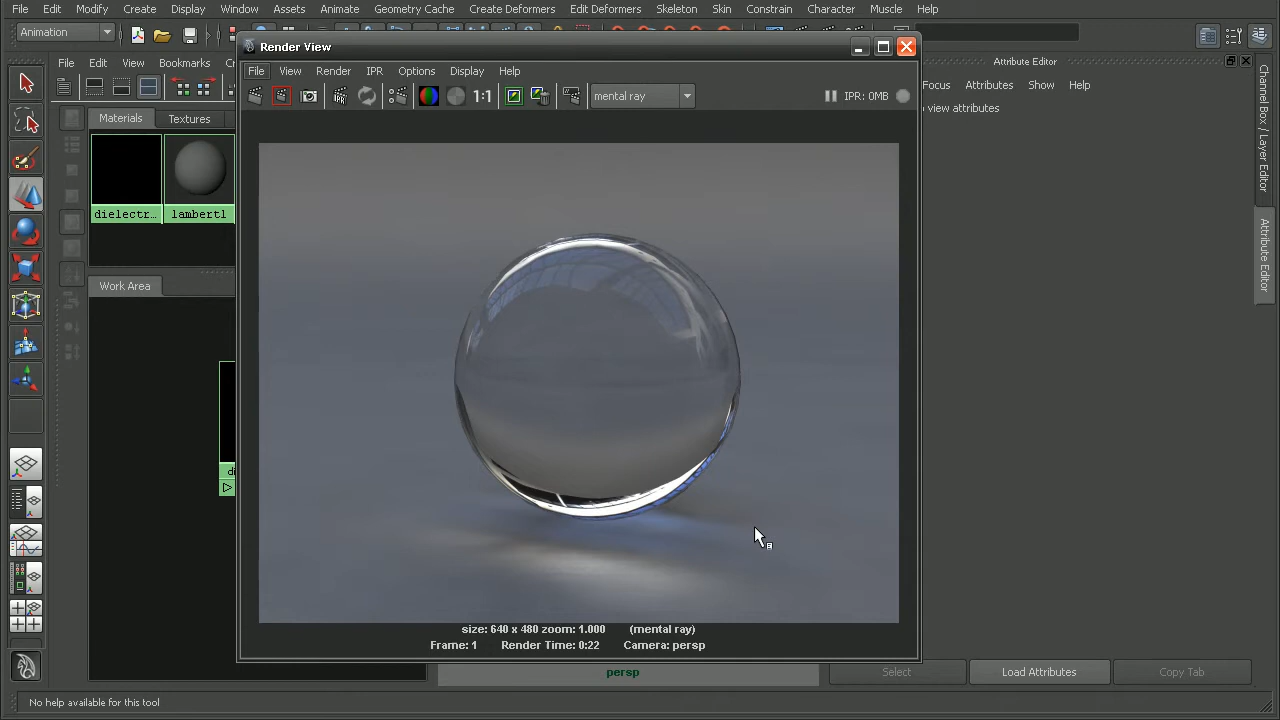 File Edit Modify Create Display Window Assets Animate Geometry Cache Create Deformers Edit Deformers Skeleton Skin Constrain Character Muscle Help
Animation
Render View
File Edit View Bookmarks
File View Render IPR Options Display Help
mental ray
1:1
IPR: 0MB
Attribute Editor
Focus Attributes Show Help
view attributes
Channel Box / Layer Editor
Attribute Editor
Materials Textures
dielectr... lambert1
Work Area
size: 640 x 480 zoom: 1.000 (mental ray)
Frame: 1 Render Time: 0:22 Camera: persp
persp
Select Load Attributes Copy Tab
No help available for this tool